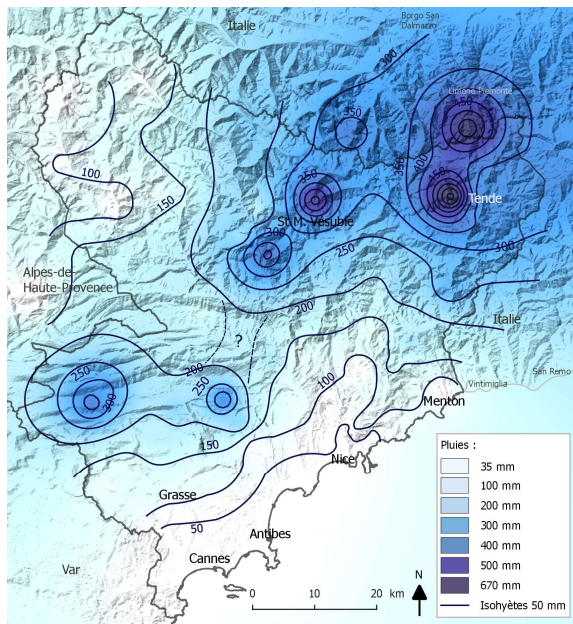 Italie
Borgo San
Dalmazzo
300
Limone Piemonte
450
350
350
400
100
150
350
450
Tende
St M. Vésubie
300
250
300
Alpes-de-
Haute-Provence
200
Italie
?
250
200
250
300
100
San Remo
Vintimiglia
Menton
150
Nice
Grasse
50
Antibes
Cannes
Var
Pluies :
35 mm
100 mm
200 mm
300 mm
400 mm
500 mm
670 mm
Isohyètes 50 mm
N
0 10 20 km